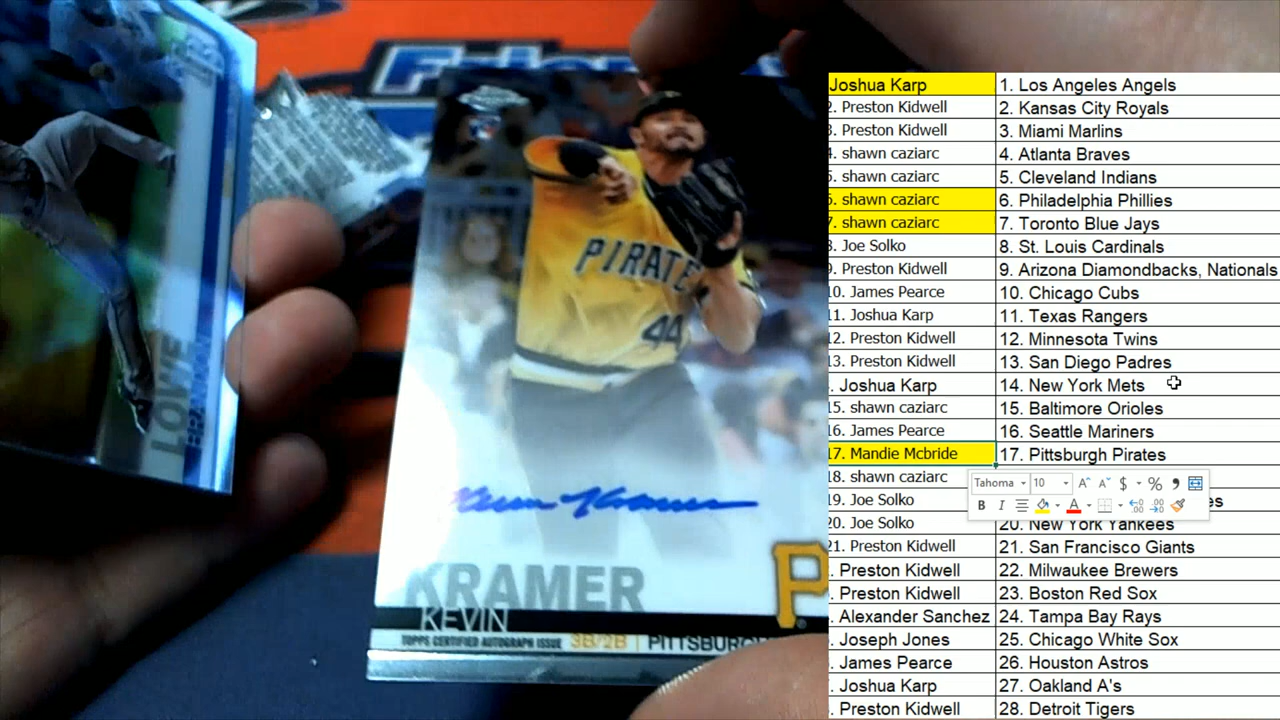 Frie
LOWE
PIRATE
44
Kevin Kramer
KRAMER
KEVIN
TOPPS CERTIFIED AUTOGRAPH ISSUE 3B/2B PITTSBURGH
P
Joshua Karp 1. Los Angeles Angels
2. Preston Kidwell 2. Kansas City Royals
3. Preston Kidwell 3. Miami Marlins
4. shawn caziarc 4. Atlanta Braves
5. shawn caziarc 5. Cleveland Indians
6. shawn caziarc 6. Philadelphia Phillies
7. shawn caziarc 7. Toronto Blue Jays
8. Joe Solko 8. St. Louis Cardinals
9. Preston Kidwell 9. Arizona Diamondbacks, Nationals
10. James Pearce 10. Chicago Cubs
11. Joshua Karp 11. Texas Rangers
12. Preston Kidwell 12. Minnesota Twins
13. Preston Kidwell 13. San Diego Padres
. Joshua Karp 14. New York Mets
15. shawn caziarc 15. Baltimore Orioles
16. James Pearce 16. Seattle Mariners
17. Mandie Mcbride 17. Pittsburgh Pirates
18. shawn caziarc
Tahoma 10 A A $ % ,
B I A
19. Joe Solko es
20. Joe Solko 20. New York Yankees
21. Preston Kidwell 21. San Francisco Giants
. Preston Kidwell 22. Milwaukee Brewers
. Preston Kidwell 23. Boston Red Sox
. Alexander Sanchez 24. Tampa Bay Rays
. Joseph Jones 25. Chicago White Sox
. James Pearce 26. Houston Astros
. Joshua Karp 27. Oakland A's
. Preston Kidwell 28. Detroit Tigers